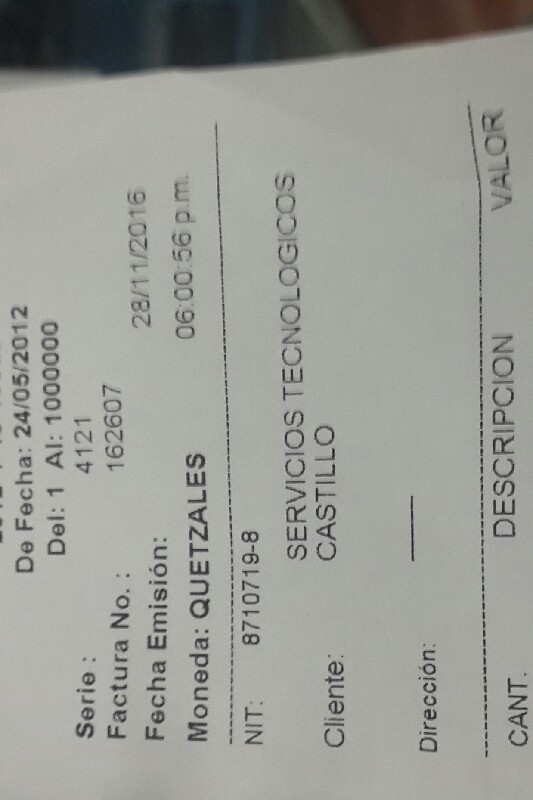 De Fecha: 24/05/2012
Del: 1 Al: 1000000
Serie : 4121
Factura No. : 162607
Fecha Emisión: 28/11/2016
Moneda: QUETZALES 06:00:56 p.m.
NIT: 8710719-8
Cliente: SERVICIOS TECNOLOGICOS
CASTILLO
Dirección:
CANT. DESCRIPCION VALOR